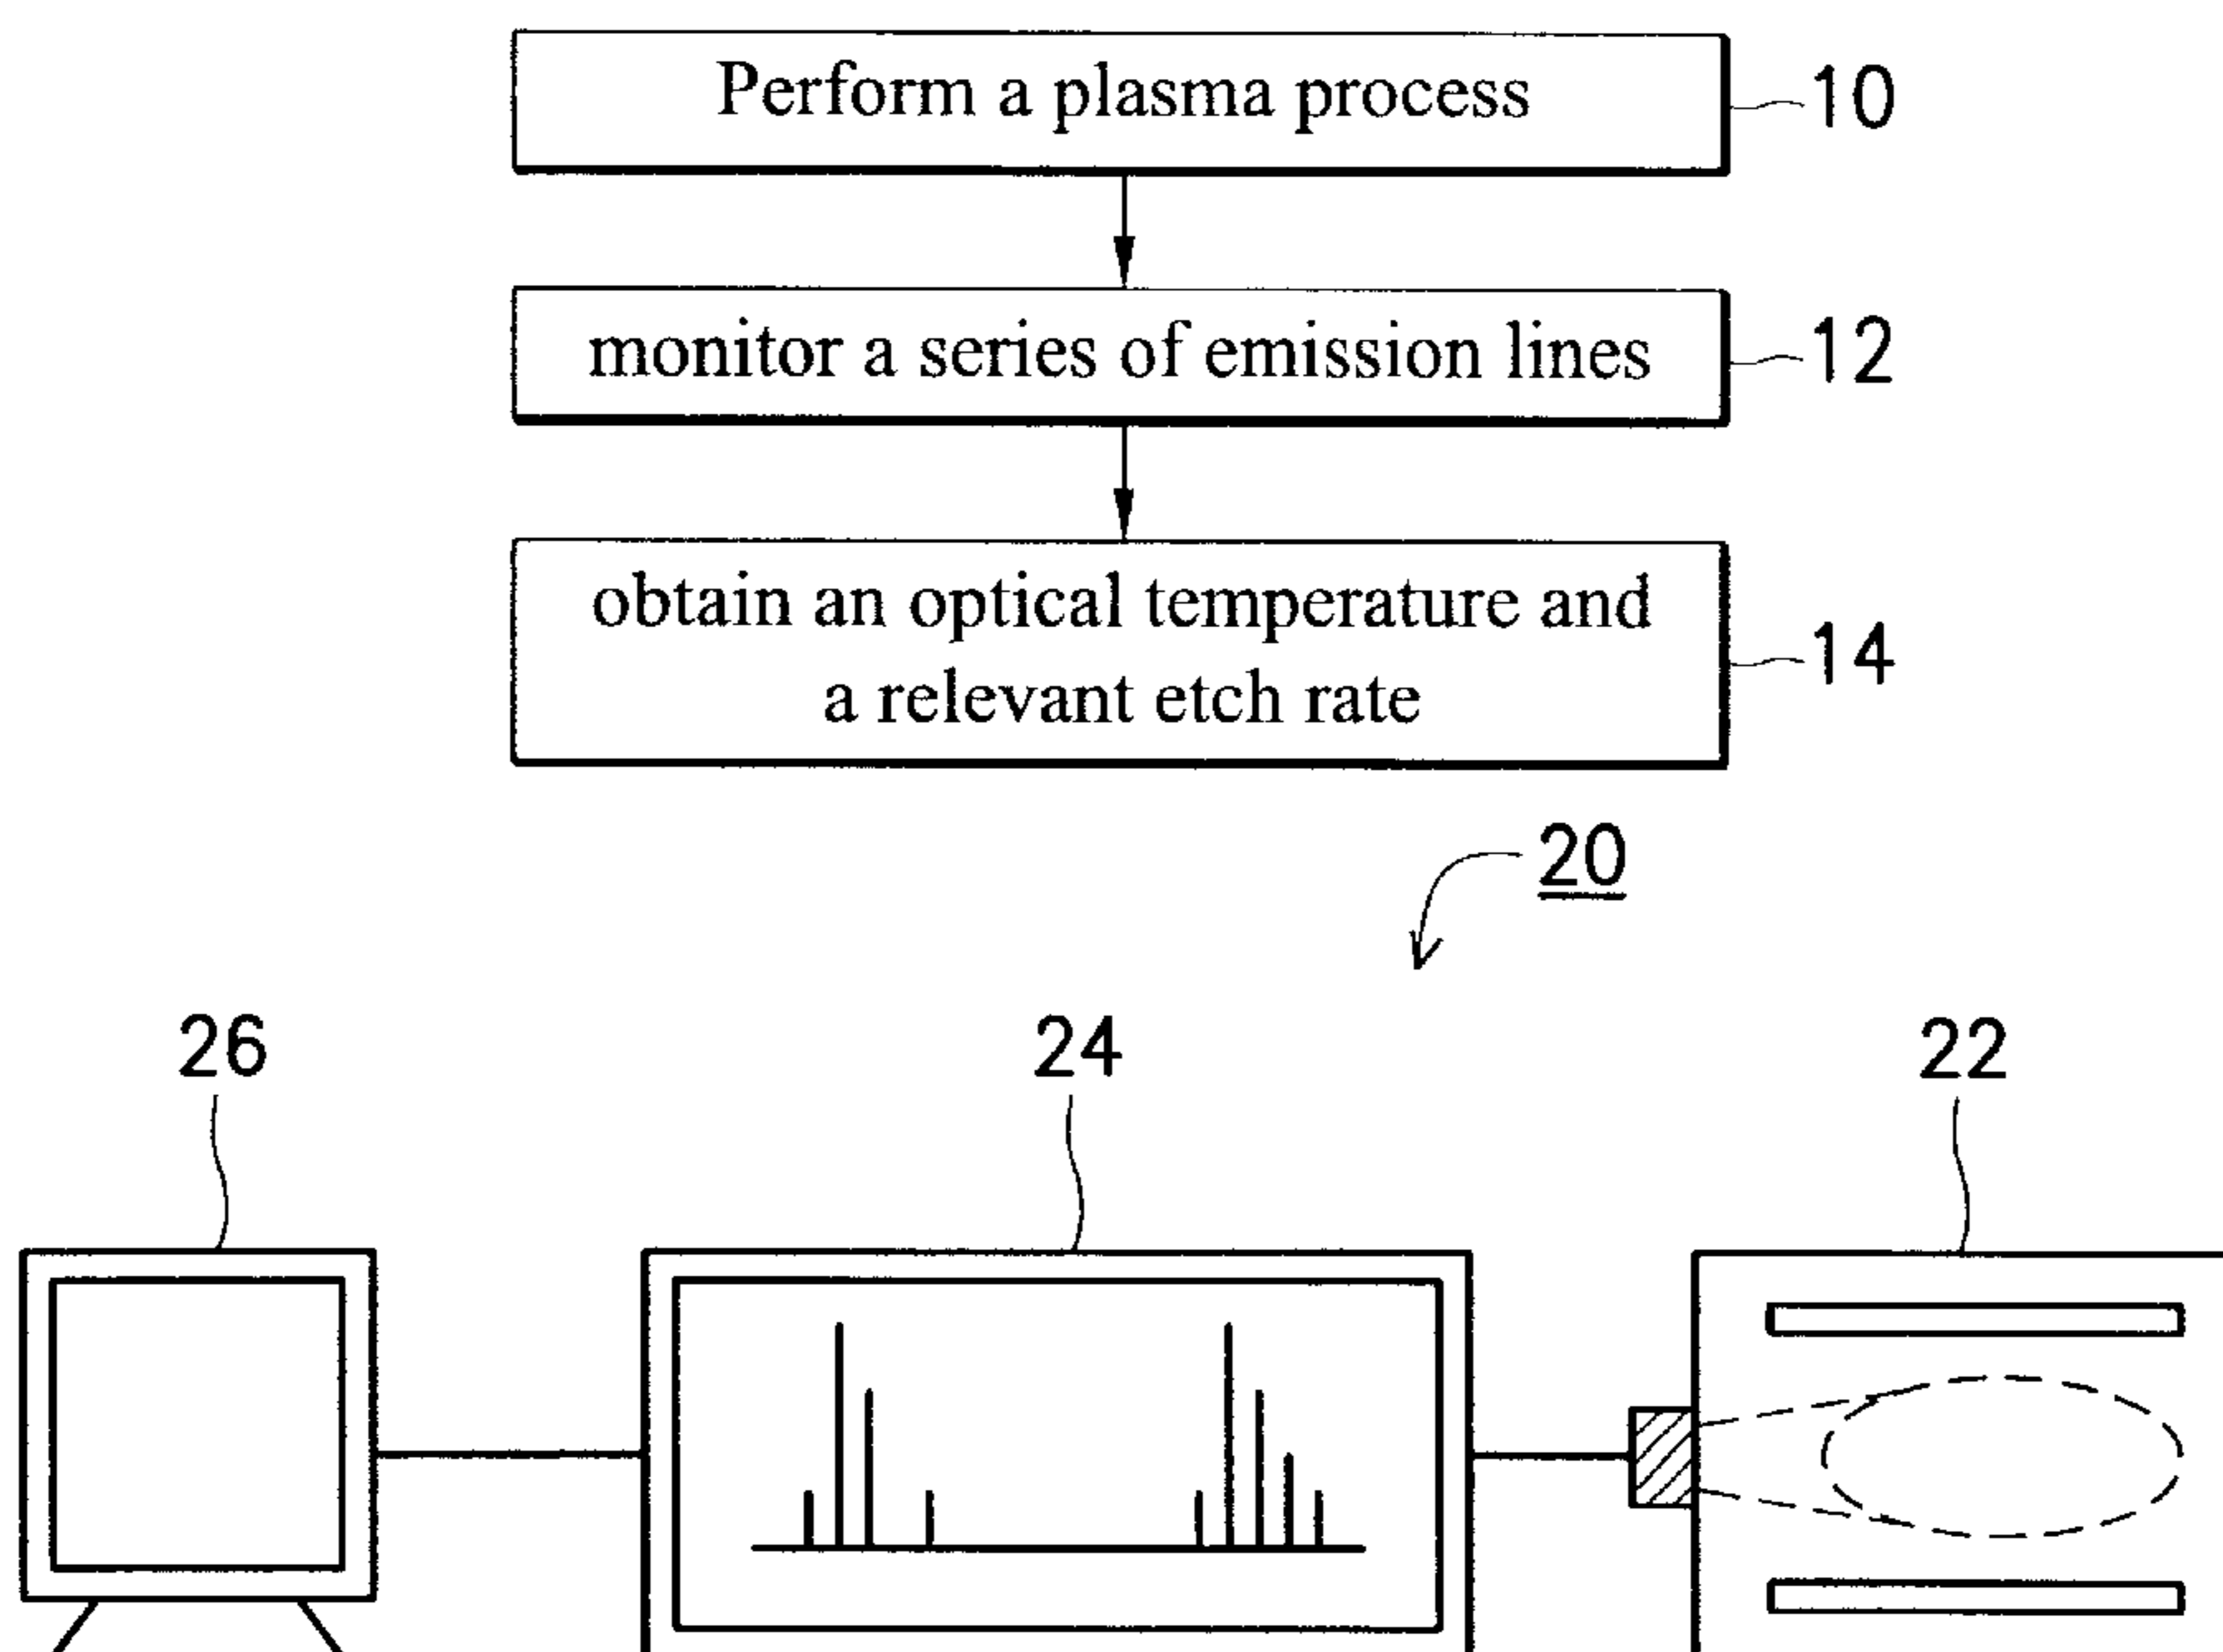 Perform a plasma process
10
monitor a series of emission lines
12
obtain an optical temperature and
a relevant etch rate
14
20
26
24
22